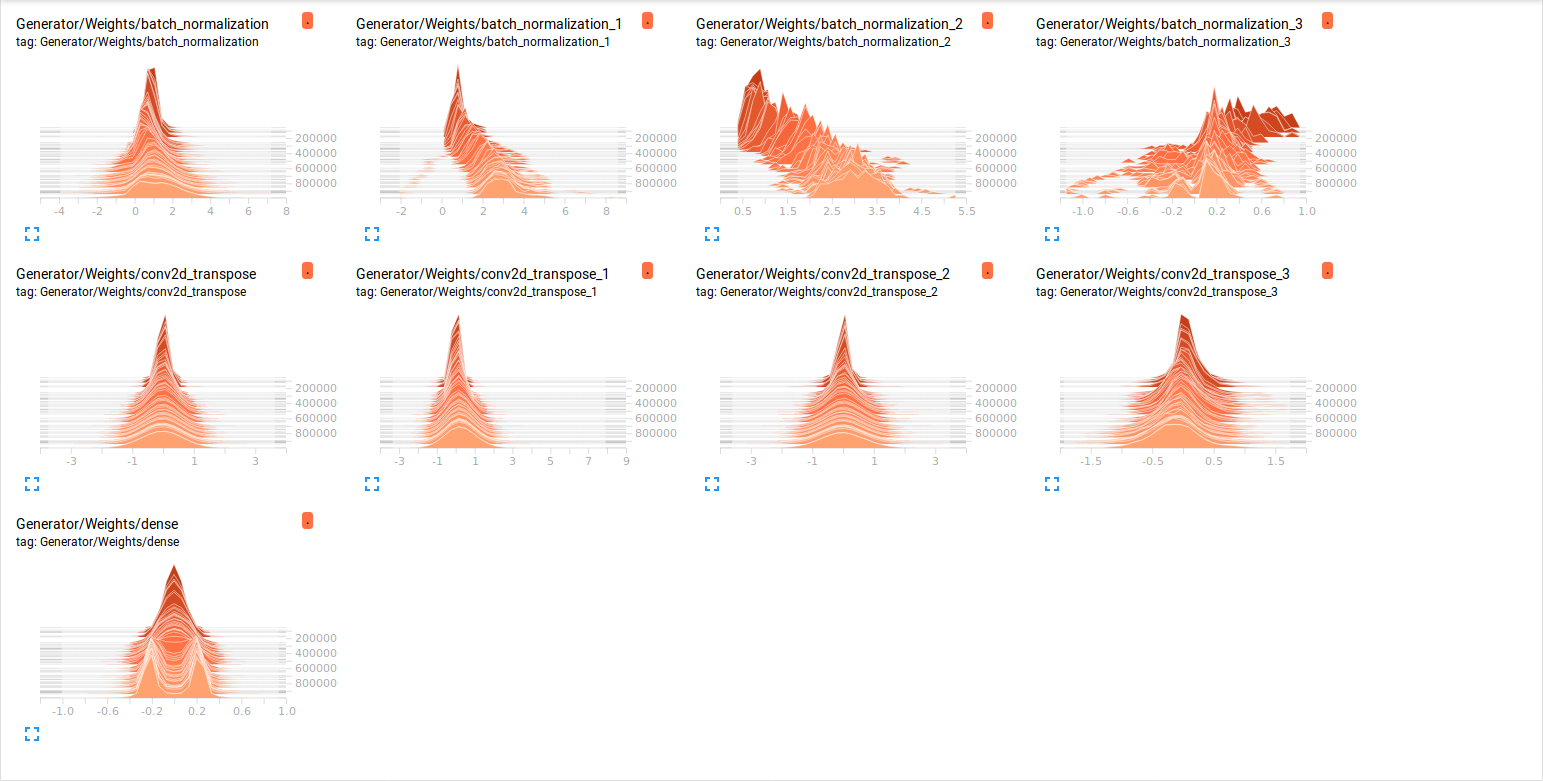 Generator/Weights/batch_normalization
tag: Generator/Weights/batch_normalization
200000
400000
600000
800000
-4 -2 0 2 4 6 8
Generator/Weights/batch_normalization_1
tag: Generator/Weights/batch_normalization_1
200000
400000
600000
800000
-2 0 2 4 6 8
Generator/Weights/batch_normalization_2
tag: Generator/Weights/batch_normalization_2
200000
400000
600000
800000
0.5 1.5 2.5 3.5 4.5 5.5
Generator/Weights/batch_normalization_3
tag: Generator/Weights/batch_normalization_3
200000
400000
600000
800000
-1.0 -0.6 -0.2 0.2 0.6 1.0
Generator/Weights/conv2d_transpose
tag: Generator/Weights/conv2d_transpose
200000
400000
600000
800000
-3 -1 1 3
Generator/Weights/conv2d_transpose_1
tag: Generator/Weights/conv2d_transpose_1
200000
400000
600000
800000
-3 -1 1 3 5 7 9
Generator/Weights/conv2d_transpose_2
tag: Generator/Weights/conv2d_transpose_2
200000
400000
600000
800000
-3 -1 1 3
Generator/Weights/conv2d_transpose_3
tag: Generator/Weights/conv2d_transpose_3
200000
400000
600000
800000
-1.5 -0.5 0.5 1.5
Generator/Weights/dense
tag: Generator/Weights/dense
200000
400000
600000
800000
-1.0 -0.6 -0.2 0.2 0.6 1.0